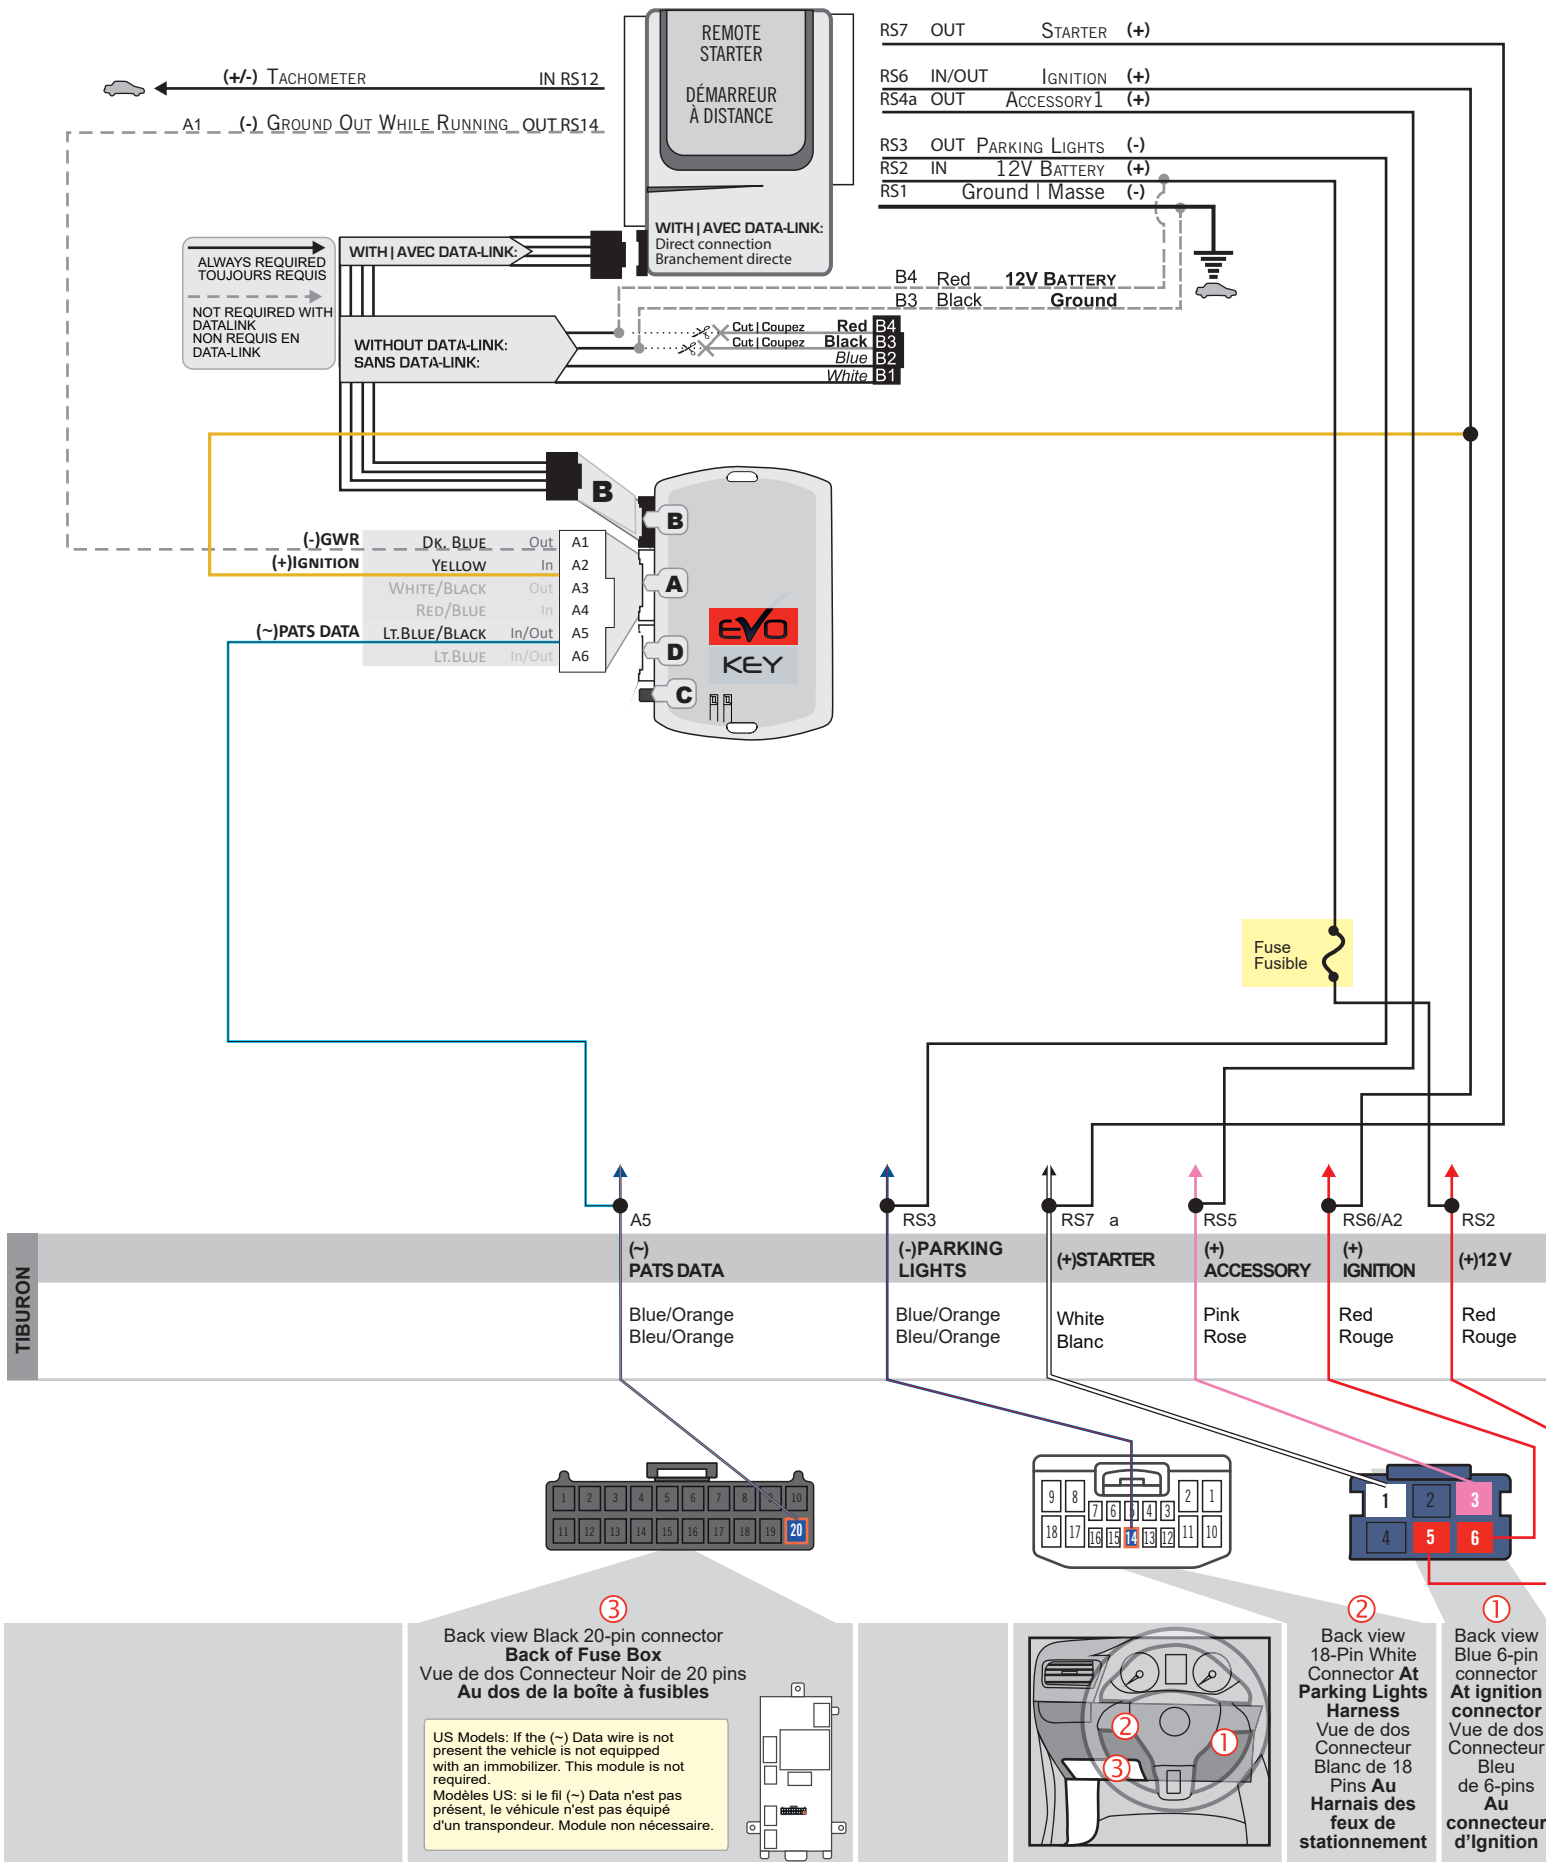 REMOTE
STARTER
DÉMARREUR
À DISTANCE
WITH | AVEC DATA-LINK:
Direct connection
Branchement directe
(+/-) TACHOMETER IN RS12
A1 (-) GROUND OUT WHILE RUNNING OUT RS14
RS7 OUT STARTER (+)
RS6 IN/OUT IGNITION (+)
RS4a OUT ACCESSORY1 (+)
RS3 OUT PARKING LIGHTS (-)
RS2 IN 12V BATTERY (+)
RS1 Ground | Masse (-)
ALWAYS REQUIRED
TOUJOURS REQUIS
NOT REQUIRED WITH
DATALINK
NON REQUIS EN
DATA-LINK
WITH | AVEC DATA-LINK:
WITHOUT DATA-LINK:
SANS DATA-LINK:
B4 Red 12V BATTERY
B3 Black Ground
Cut | Coupez Red B4
Cut | Coupez Black B3
Blue B2
White B1
B
B
A
D
C
EVO
KEY
(-)GWR DK. BLUE Out A1
(+)IGNITION YELLOW In A2
WHITE/BLACK Out A3
RED/BLUE In A4
(~)PATS DATA LT.BLUE/BLACK In/Out A5
LT.BLUE In/Out A6
Fuse
Fusible
A5 RS3 RS7 a RS5 RS6/A2 RS2
TIBURON
(~)
PATS DATA
(-)PARKING
LIGHTS
(+)STARTER
(+)
ACCESSORY
(+)
IGNITION
(+)12 V
Blue/Orange
Bleu/Orange
Blue/Orange
Bleu/Orange
White
Blanc
Pink
Rose
Red
Rouge
Red
Rouge
1 2 3 4 5 6 7 8 9 10
11 12 13 14 15 16 17 18 19 20
9 8 7 6 5 4 3 2 1
18 17 16 15 14 13 12 11 10
1 2 3
4 5 6
3
Back view Black 20-pin connector
Back of Fuse Box
Vue de dos Connecteur Noir de 20 pins
Au dos de la boîte à fusibles
US Models: If the (~) Data wire is not
present the vehicle is not equipped
with an immobilizer. This module is not
required.
Modèles US: si le fil (~) Data n'est pas
présent, le véhicule n'est pas équipé
d'un transpondeur. Module non nécessaire.
2
1
3
2
Back view
18-Pin White
Connector At
Parking Lights
Harness
Vue de dos
Connecteur
Blanc de 18
Pins Au
Harnais des
feux de
stationnement
1
Back view
Blue 6-pin
connector
At ignition
connector
Vue de dos
Connecteur
Bleu
de 6-pins
Au
connecteur
d'Ignition